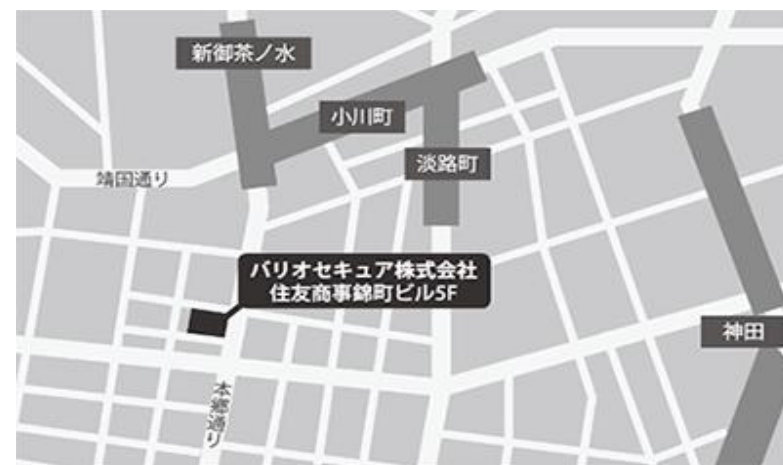 新御茶ノ水
小川町
淡路町
靖国通り
バリオセキュア株式会社
住友商事錦町ビル5F
神田
本郷通り